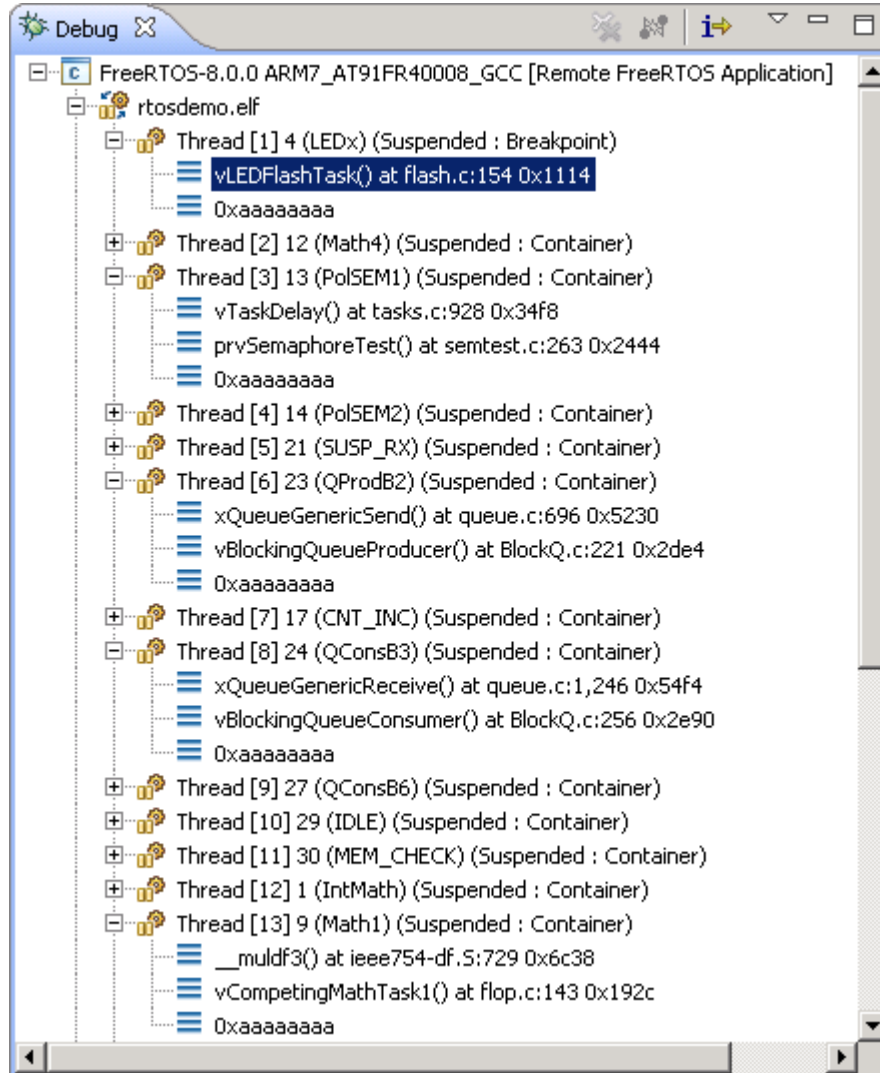 Debug
FreeRTOS-8.0.0 ARM7_AT91FR40008_GCC [Remote FreeRTOS Application]
rtosdemo.elf
Thread [1] 4 (LEDx) (Suspended : Breakpoint)
vLEDFlashTask() at flash.c:154 0x1114
0xaaaaaaaa
Thread [2] 12 (Math4) (Suspended : Container)
Thread [3] 13 (PolSEM1) (Suspended : Container)
vTaskDelay() at tasks.c:928 0x34f8
prvSemaphoreTest() at semtest.c:263 0x2444
0xaaaaaaaa
Thread [4] 14 (PolSEM2) (Suspended : Container)
Thread [5] 21 (SUSP_RX) (Suspended : Container)
Thread [6] 23 (QProdB2) (Suspended : Container)
xQueueGenericSend() at queue.c:696 0x5230
vBlockingQueueProducer() at BlockQ.c:221 0x2de4
0xaaaaaaaa
Thread [7] 17 (CNT_INC) (Suspended : Container)
Thread [8] 24 (QConsB3) (Suspended : Container)
xQueueGenericReceive() at queue.c:1,246 0x54f4
vBlockingQueueConsumer() at BlockQ.c:256 0x2e90
0xaaaaaaaa
Thread [9] 27 (QConsB6) (Suspended : Container)
Thread [10] 29 (IDLE) (Suspended : Container)
Thread [11] 30 (MEM_CHECK) (Suspended : Container)
Thread [12] 1 (IntMath) (Suspended : Container)
Thread [13] 9 (Math1) (Suspended : Container)
__muldf3() at ieee754-df.S:729 0x6c38
vCompetingMathTask1() at flop.c:143 0x192c
0xaaaaaaaa